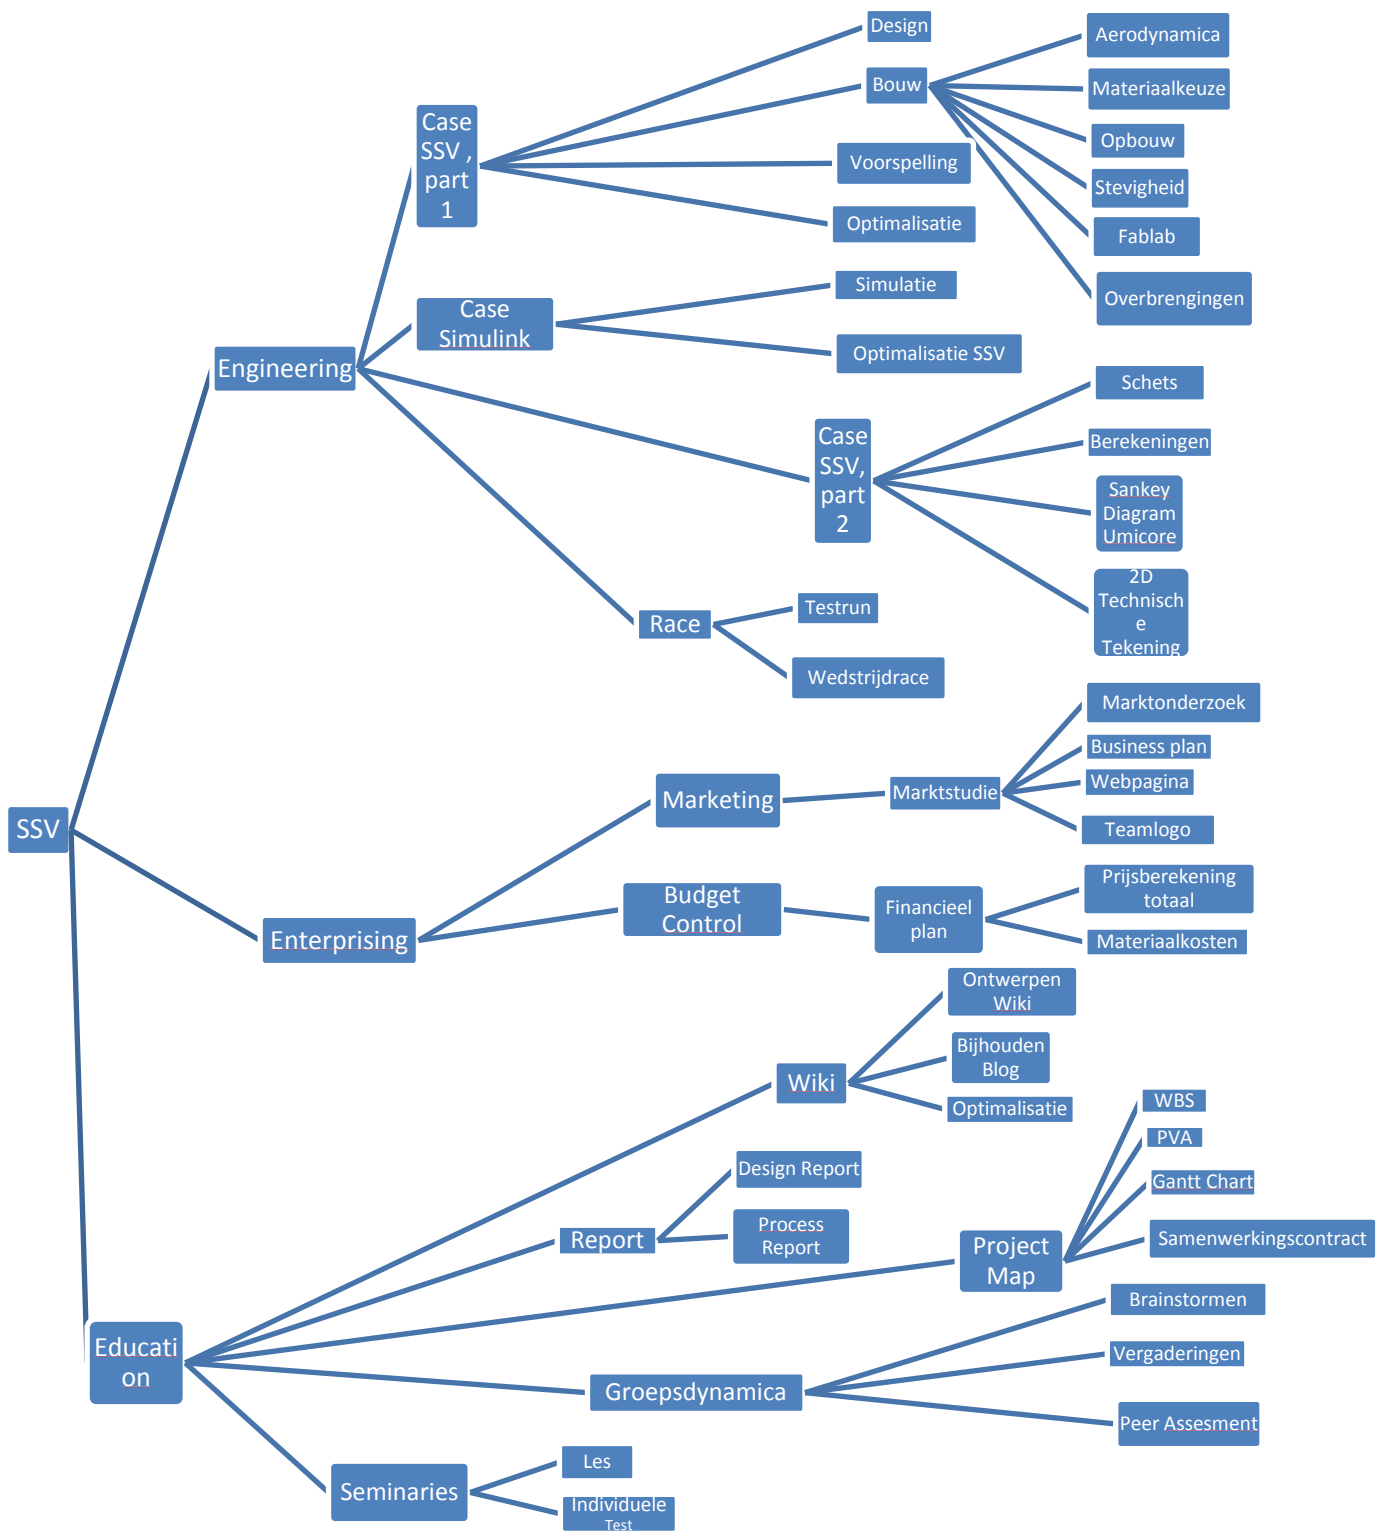 Design
Aerodynamica
Bouw
Materiaalkeuze
Case
SSV ,
part
1
Opbouw
Voorspelling
Stevigheid
Optimalisatie
Fablab
Simulatie
Overbrengingen
Case
Simulink
Optimalisatie SSV
Engineering
Schets
Case
SSV,
part
2
Berekeningen
Sankey
Diagram
Umicore
2D
Technisch
e
Tekening
Testrun
Race
Wedstrijdrace
Marktonderzoek
Business plan
Webpagina
Marketing
Marktstudie
Teamlogo
SSV
Prijsberekening
totaal
Budget
Control
Financieel
plan
Materiaalkosten
Enterprising
Ontwerpen
Wiki
Bijhouden
Blog
Wiki
Optimalisatie
WBS
PVA
Design Report
Gantt Chart
Process
Report
Report
Samenwerkingscontract
Project
Map
Brainstormen
Educati
on
Vergaderingen
Groepsdynamica
Peer Assesment
Les
Seminaries
Individuele
Test